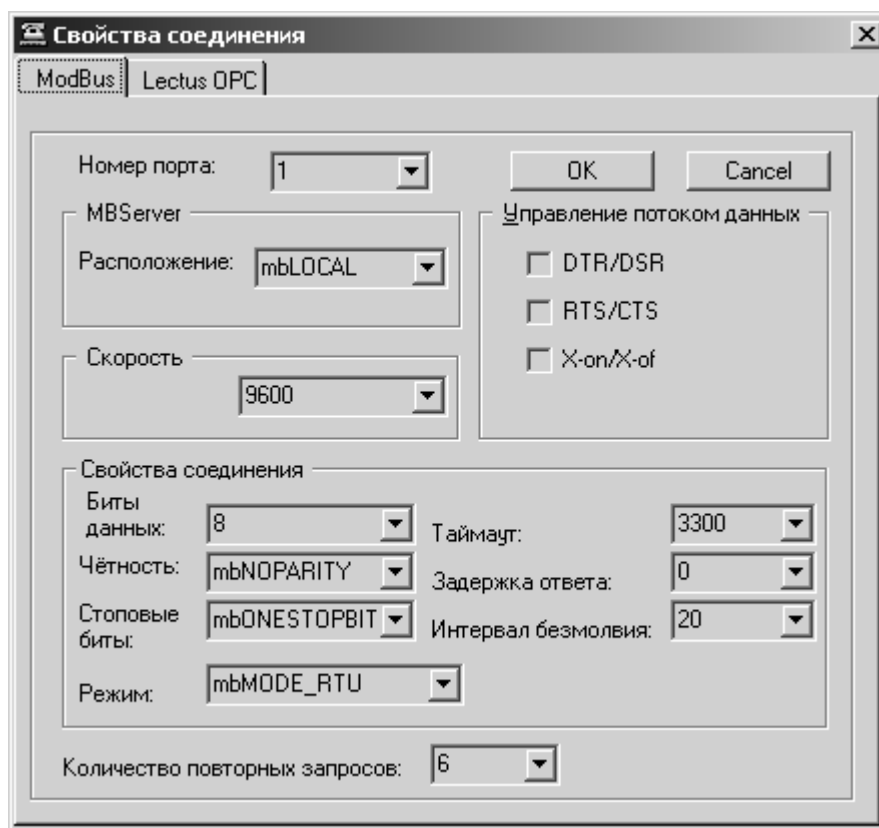 Свойства соединения
ModBus Lectus OPC
Номер порта: 1 OK Cancel
MBServer
Расположение: mbLOCAL
Управление потоком данных
DTR/DSR
RTS/CTS
X-on/X-of
Скорость
9600
Свойства соединения
Биты
данных: 8
Чётность: mbNOPARITY
Стоповые
биты: mbONESTOPBIT
Режим: mbMODE_RTU
Таймаут: 3300
Задержка ответа: 0
Интервал безмолвия: 20
Количество повторных запросов: 6